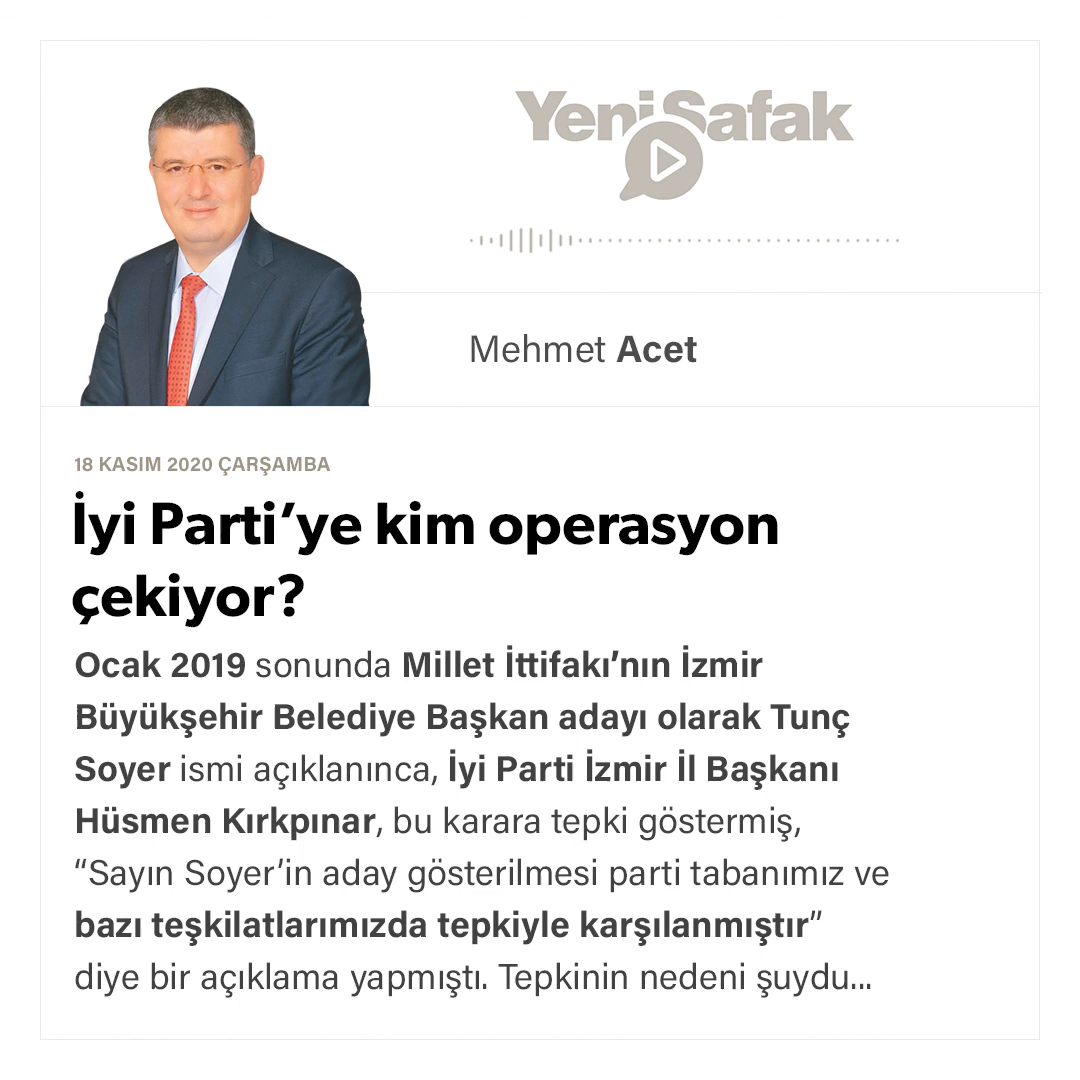 YeniSafak
Mehmet Acet
18 KASIM 2020 ÇARŞAMBA
İyi Parti’ye kim operasyon
çekiyor?
Ocak 2019 sonunda Millet İttifakı’nın İzmir
Büyükşehir Belediye Başkan adayı olarak Tunç
Soyer ismi açıklanınca, İyi Parti İzmir İl Başkanı
Hüsmen Kırkpınar, bu karara tepki göstermiş,
“Sayın Soyer’in aday gösterilmesi parti tabanımız ve
bazı teşkilatlarımızda tepkiyle karşılanmıştır”
diye bir açıklama yapmıştı. Tepkinin nedeni şuydu...